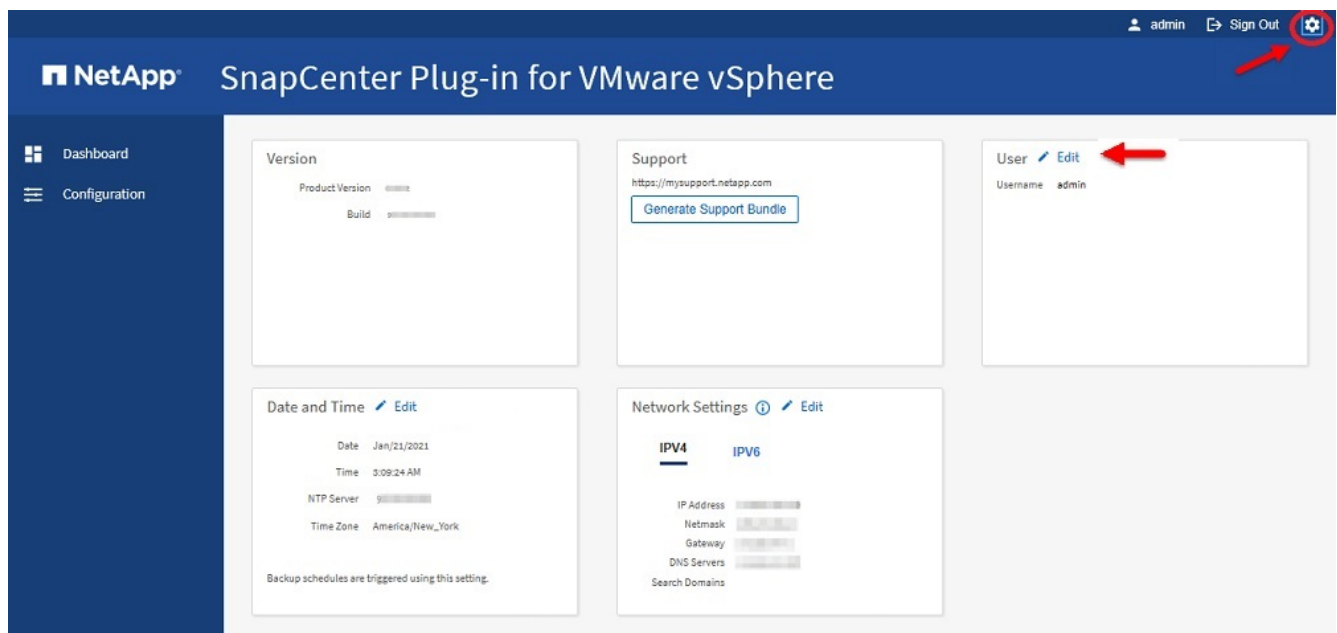 admin Sign Out
NetApp SnapCenter Plug-in for VMware vSphere
Dashboard
Configuration
Version
Product Version
Build
Support
https://mysupport.netapp.com
Generate Support Bundle
User Edit
Username admin
Date and Time Edit
Date Jan/21/2021
Time 3:09:24 AM
NTP Server
Time Zone America/New_York
Backup schedules are triggered using this setting.
Network Settings Edit
IPV4 IPV6
IP Address
Netmask
Gateway
DNS Servers
Search Domains